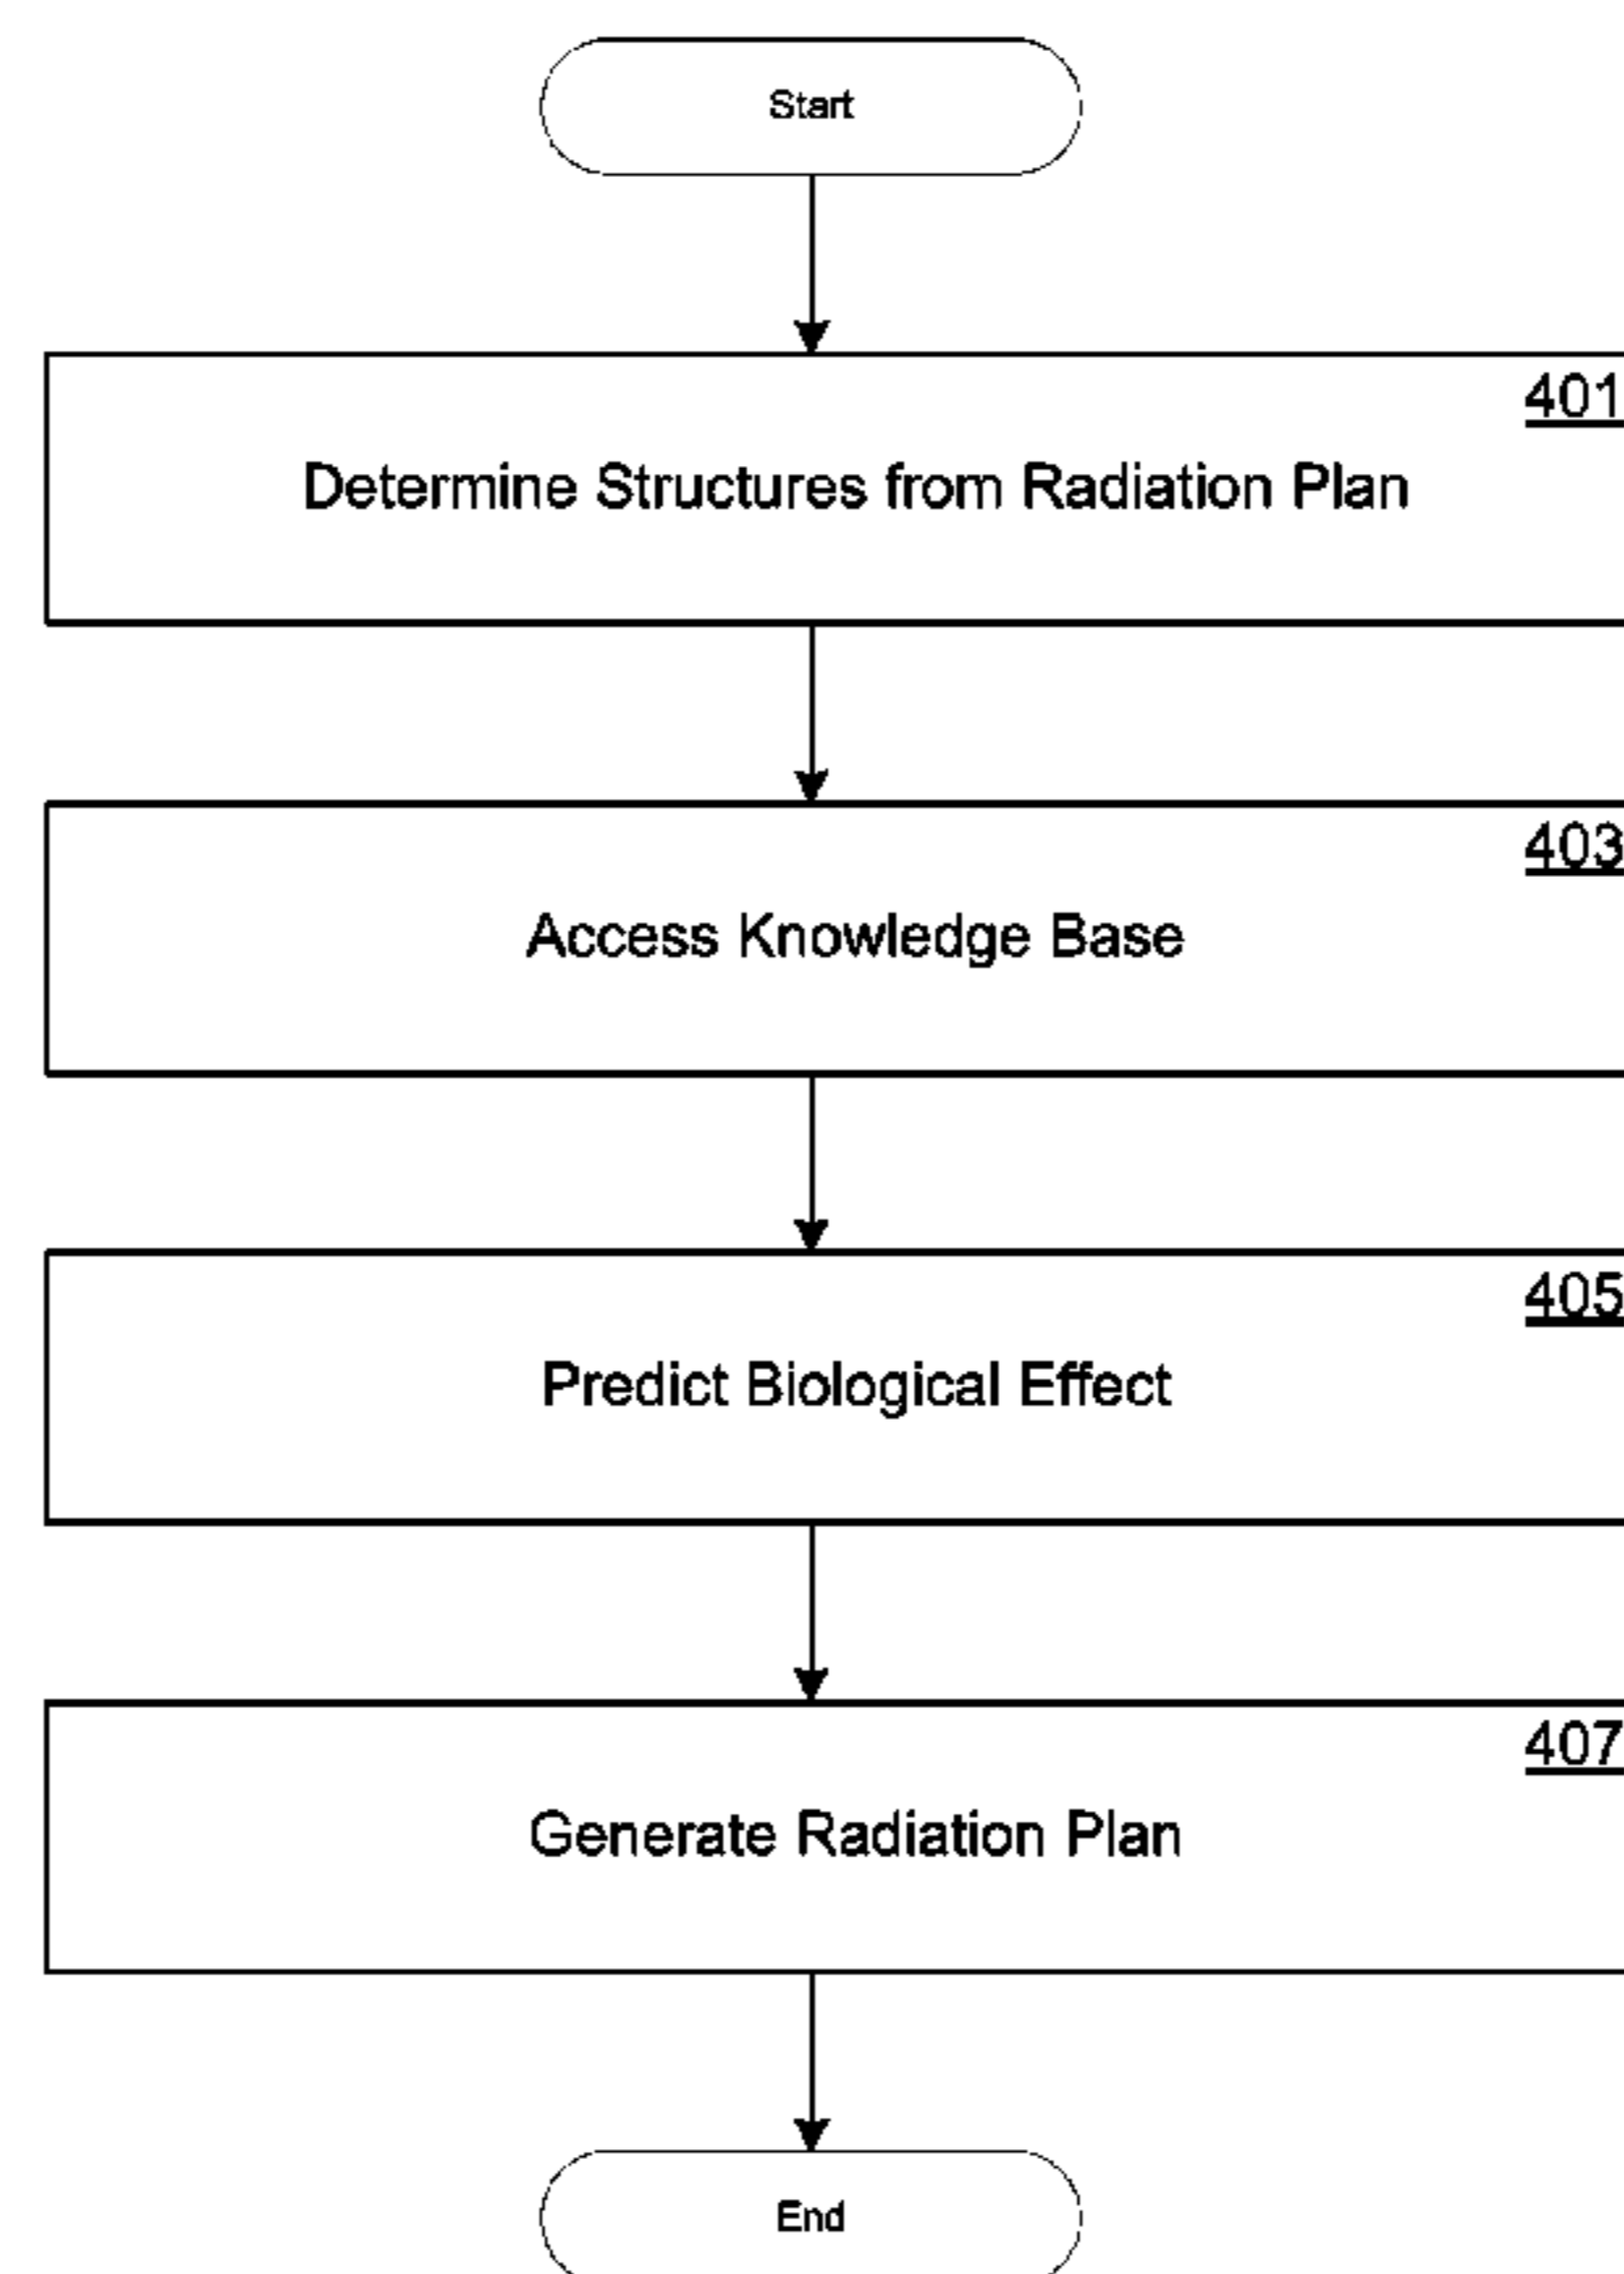 Start
401
Determine Structures from Radiation Plan
403
Access Knowledge Base
405
Predict Biological Effect
407
Generate Radiation Plan
End